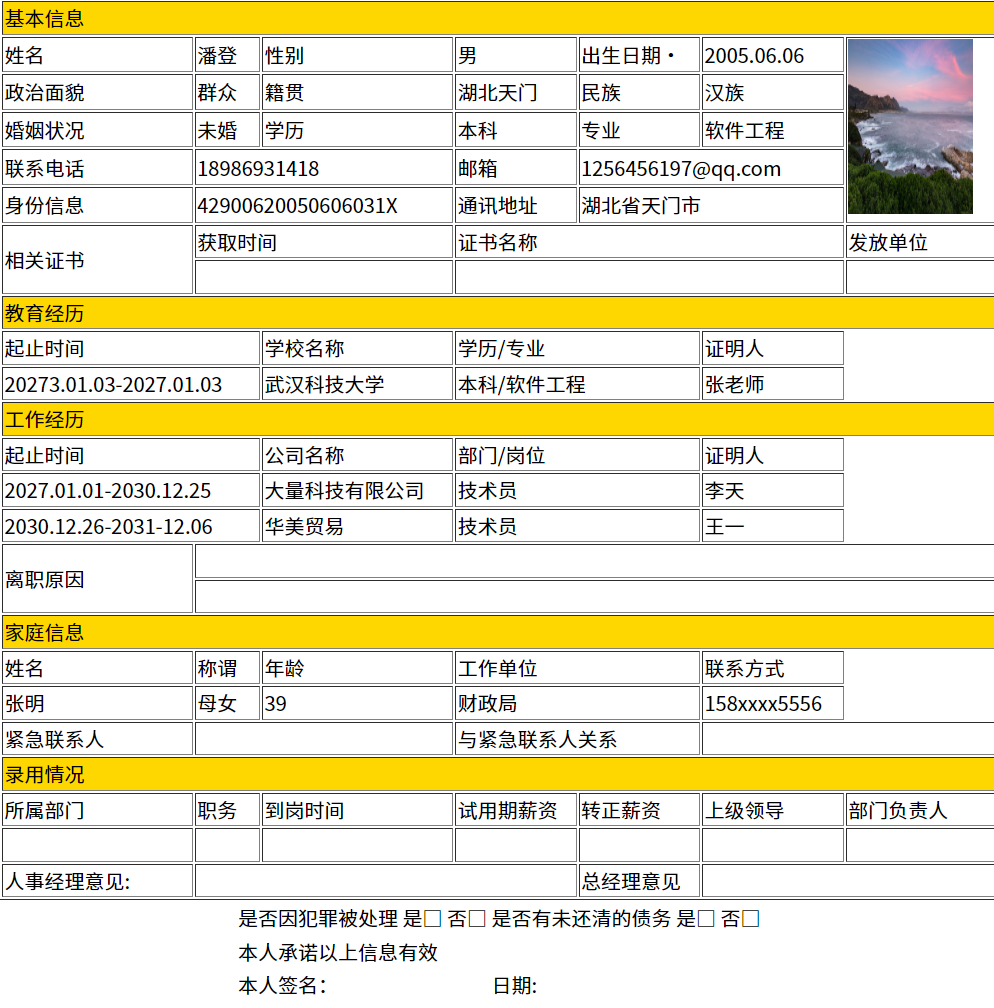 基本信息
姓名 潘登 性别 男 出生日期· 2005.06.06
政治面貌 群众 籍贯 湖北天门 民族 汉族
婚姻状况 未婚 学历 本科 专业 软件工程
联系电话 18986931418 邮箱 1256456197@qq.com
身份信息 42900620050606031X 通讯地址 湖北省天门市
相关证书 获取时间 证书名称 发放单位
教育经历
起止时间 学校名称 学历/专业 证明人
20273.01.03-2027.01.03 武汉科技大学 本科/软件工程 张老师
工作经历
起止时间 公司名称 部门/岗位 证明人
2027.01.01-2030.12.25 大量科技有限公司 技术员 李天
2030.12.26-2031-12.06 华美贸易 技术员 王一
离职原因
家庭信息
姓名 称谓 年龄 工作单位 联系方式
张明 母女 39 财政局 158xxxx5556
紧急联系人 与紧急联系人关系
录用情况
所属部门 职务 到岗时间 试用期薪资 转正薪资 上级领导 部门负责人
人事经理意见: 总经理意见
是否因犯罪被处理 是□ 否□ 是否有未还清的债务 是□ 否□
本人承诺以上信息有效
本人签名： 日期: